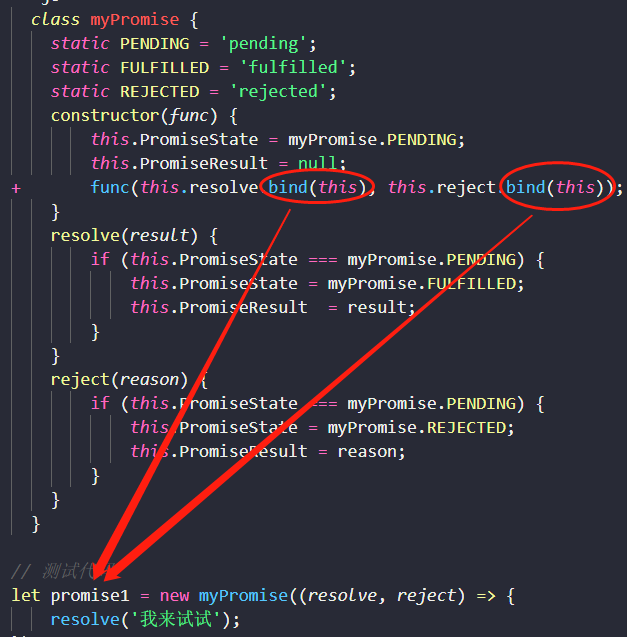 class myPromise {
static PENDING = 'pending';
static FULFILLED = 'fulfilled';
static REJECTED = 'rejected';
constructor(func) {
this.PromiseState = myPromise.PENDING;
this.PromiseResult = null;
+ func(this.resolve.bind(this), this.reject.bind(this));
}
resolve(result) {
if (this.PromiseState === myPromise.PENDING) {
this.PromiseState = myPromise.FULFILLED;
this.PromiseResult = result;
}
}
reject(reason) {
if (this.PromiseState === myPromise.PENDING) {
this.PromiseState = myPromise.REJECTED;
this.PromiseResult = reason;
}
}
}
// 测试代
let promise1 = new myPromise((resolve, reject) => {
resolve('我来试试');